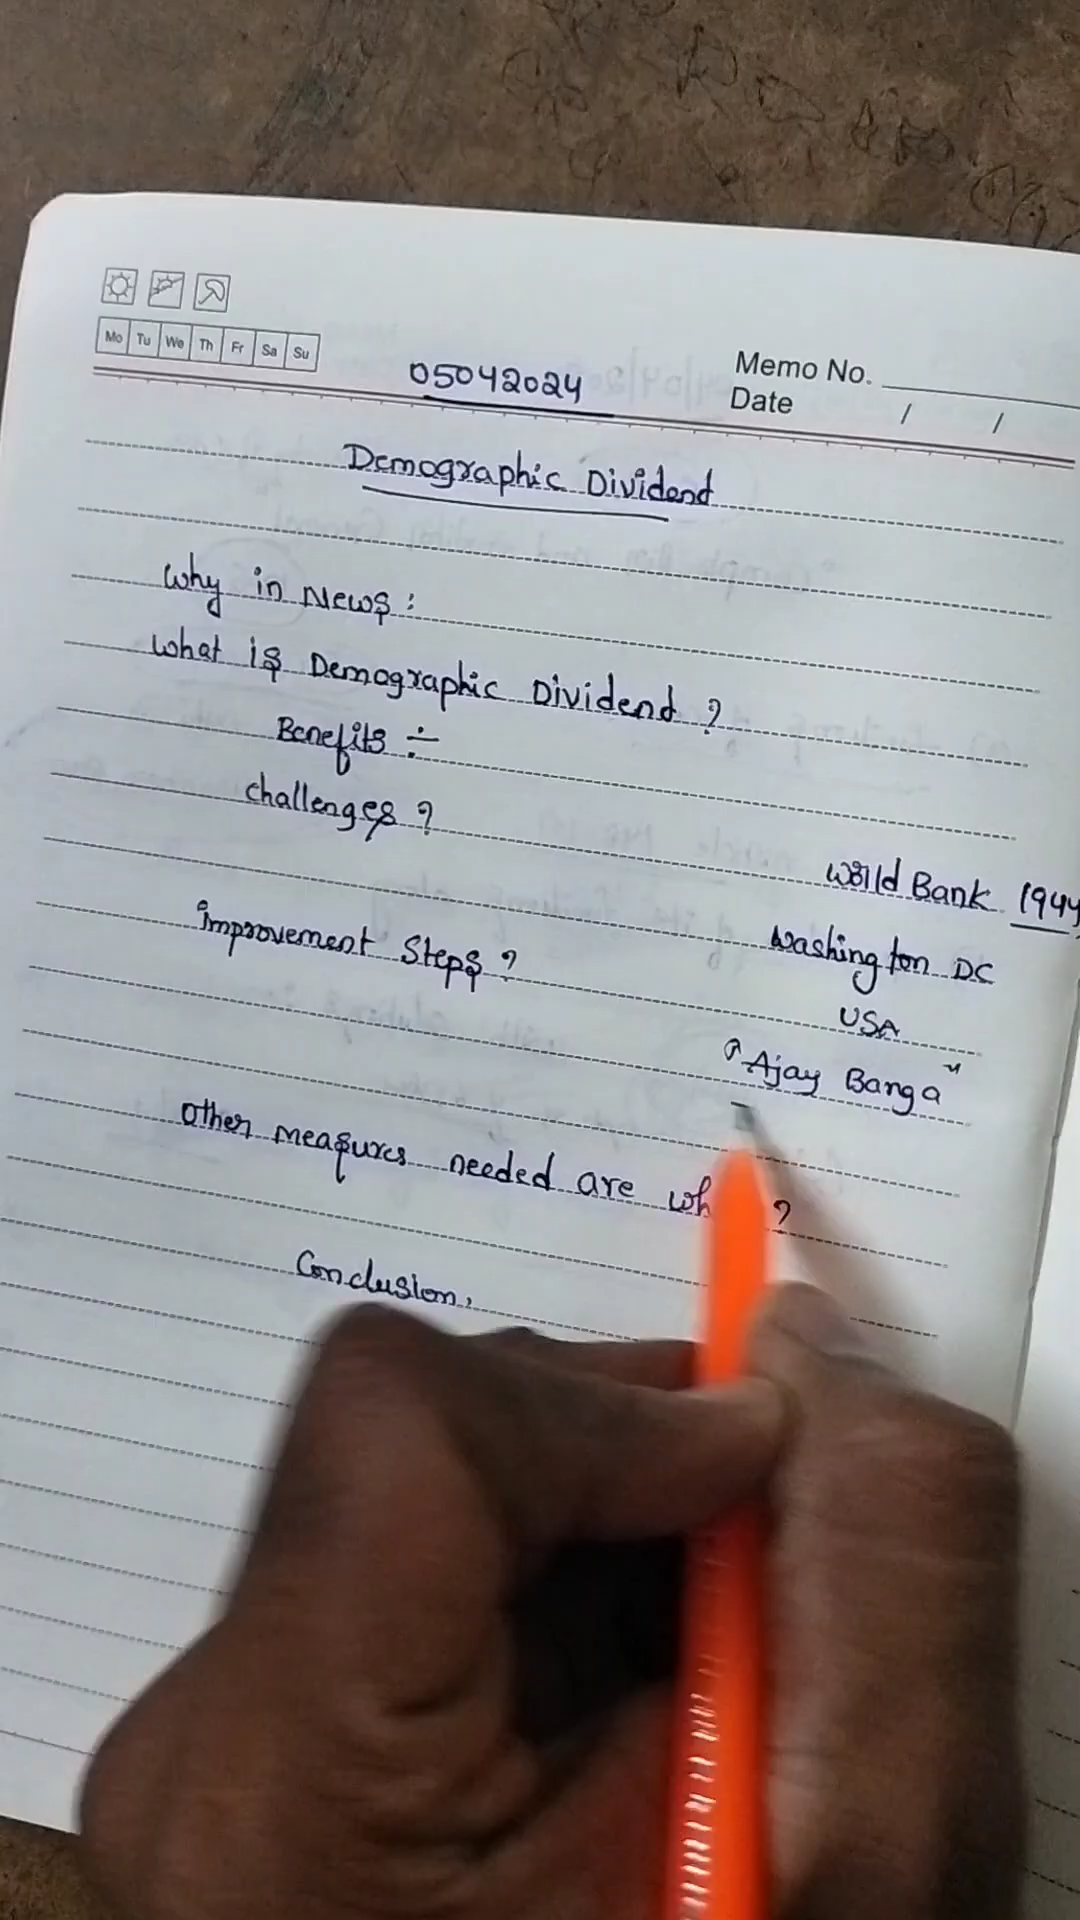 Mo Tu We Th Fr Sa Su
Memo No.
Date / /
05042024
Demographic Dividend
Why in News:
What is Demographic Dividend ?
Benefits ÷
Challenges ?
World Bank 1944
Washington DC
USA
"Ajay Banga"
Improvement Steps ?
Other measures needed are ?
Conclusion,